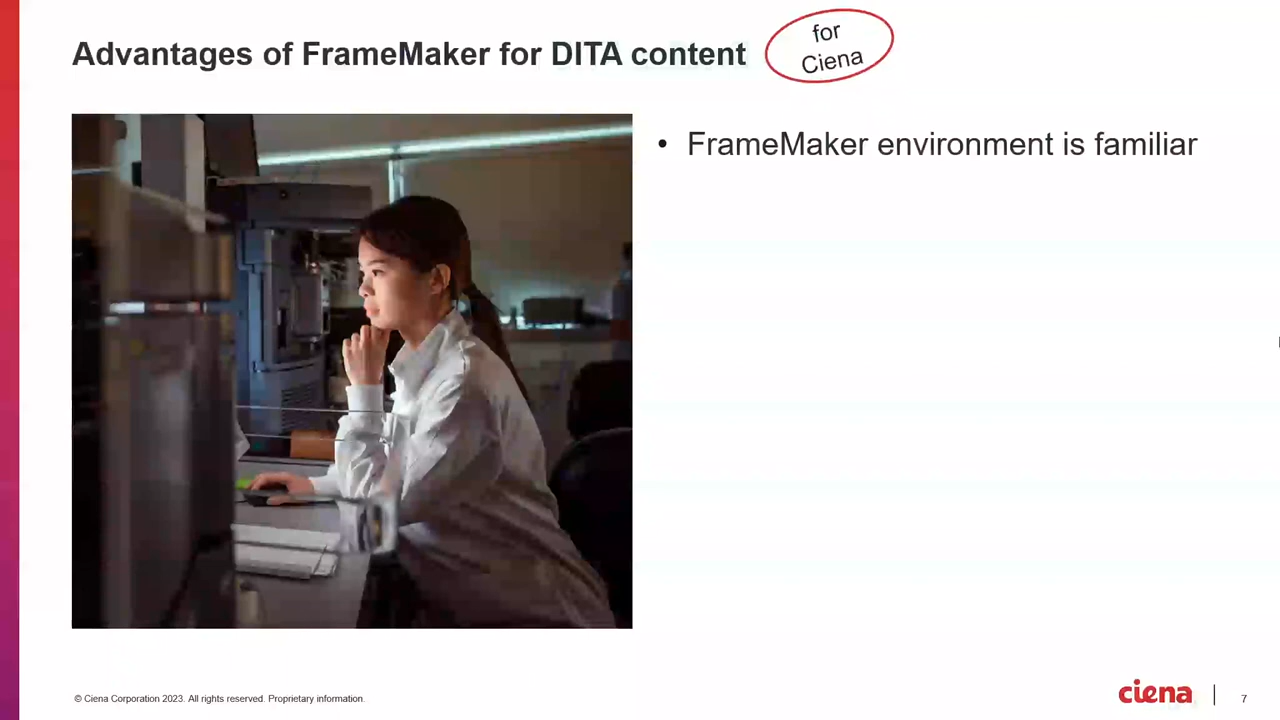 Advantages of FrameMaker for DITA content
for
Ciena
• FrameMaker environment is familiar
© Ciena Corporation 2023. All rights reserved. Proprietary information.
ciena
7